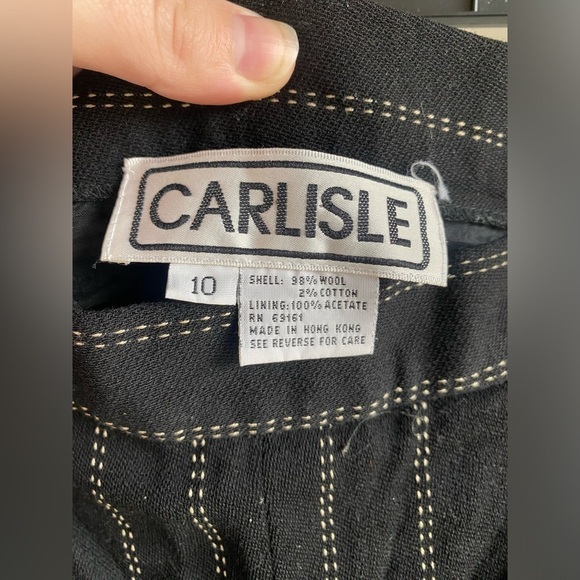 CARLISLE
10
SHELL: 98% WOOL
2% COTTON
LINING: 100% ACETATE
RN 69161
MADE IN HONG KONG
SEE REVERSE FOR CARE